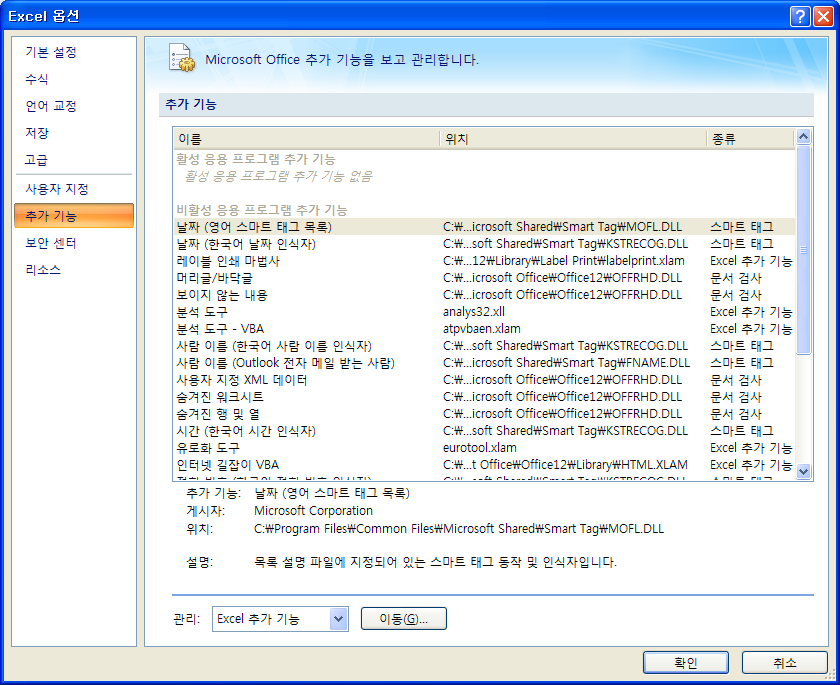 Excel 옵션
기본 설정
수식
언어 교정
저장
고급
사용자 지정
추가 기능
보안 센터
리소스
Microsoft Office 추가 기능을 보고 관리합니다.
추가 기능
이름 위치 종류
활성 응용 프로그램 추가 기능
활성 응용 프로그램 추가 기능 없음
비활성 응용 프로그램 추가 기능
날짜 (영어 스마트 태그 목록) C:₩...icrosoft Shared₩Smart Tag₩MOFL.DLL 스마트 태그
날짜 (한국어 날짜 인식자) C:₩...soft Shared₩Smart Tag₩KSTRECOG.DLL 스마트 태그
레이블 인쇄 마법사 C:₩...12₩Library₩Label Print₩labelprint.xlam Excel 추가 기능
머리글/바닥글 C:₩...icrosoft Office₩Office12₩OFFRHD.DLL 문서 검사
보이지 않는 내용 C:₩...icrosoft Office₩Office12₩OFFRHD.DLL 문서 검사
분석 도구 analys32.xll Excel 추가 기능
분석 도구 - VBA atpvbaen.xlam Excel 추가 기능
사람 이름 (한국어 사람 이름 인식자) C:₩...soft Shared₩Smart Tag₩KSTRECOG.DLL 스마트 태그
사람 이름 (Outlook 전자 메일 받는 사람) C:₩...icrosoft Shared₩Smart Tag₩FNAME.DLL 스마트 태그
사용자 지정 XML 데이터 C:₩...icrosoft Office₩Office12₩OFFRHD.DLL 문서 검사
숨겨진 워크시트 C:₩...icrosoft Office₩Office12₩OFFRHD.DLL 문서 검사
숨겨진 행 및 열 C:₩...icrosoft Office₩Office12₩OFFRHD.DLL 문서 검사
시간 (한국어 시간 인식자) C:₩...soft Shared₩Smart Tag₩KSTRECOG.DLL 스마트 태그
유로화 도구 eurotool.xlam Excel 추가 기능
인터넷 길잡이 VBA C:₩...t Office₩Office12₩Library₩HTML.XLAM Excel 추가 기능
추가 기능: 날짜 (영어 스마트 태그 목록)
게시자: Microsoft Corporation
위치: C:₩Program Files₩Common Files₩Microsoft Shared₩Smart Tag₩MOFL.DLL
설명: 목록 설명 파일에 지정되어 있는 스마트 태그 동작 및 인식자입니다.
관리: Excel 추가 기능 이동(G)...
확인 취소